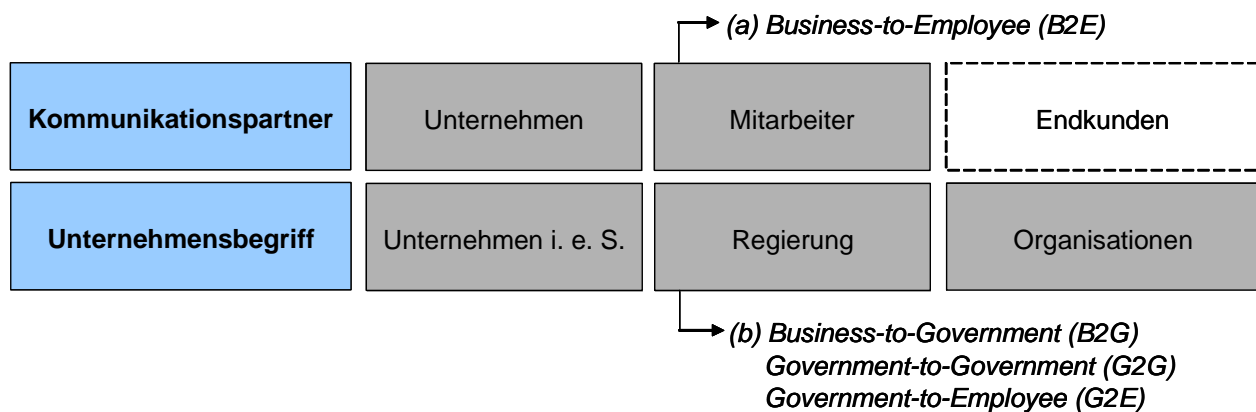 (a) Business-to-Employee (B2E)
Kommunikationspartner
Unternehmen
Mitarbeiter
Endkunden
Unternehmensbegriff
Unternehmen i. e. S.
Regierung
Organisationen
(b) Business-to-Government (B2G)
Government-to-Government (G2G)
Government-to-Employee (G2E)